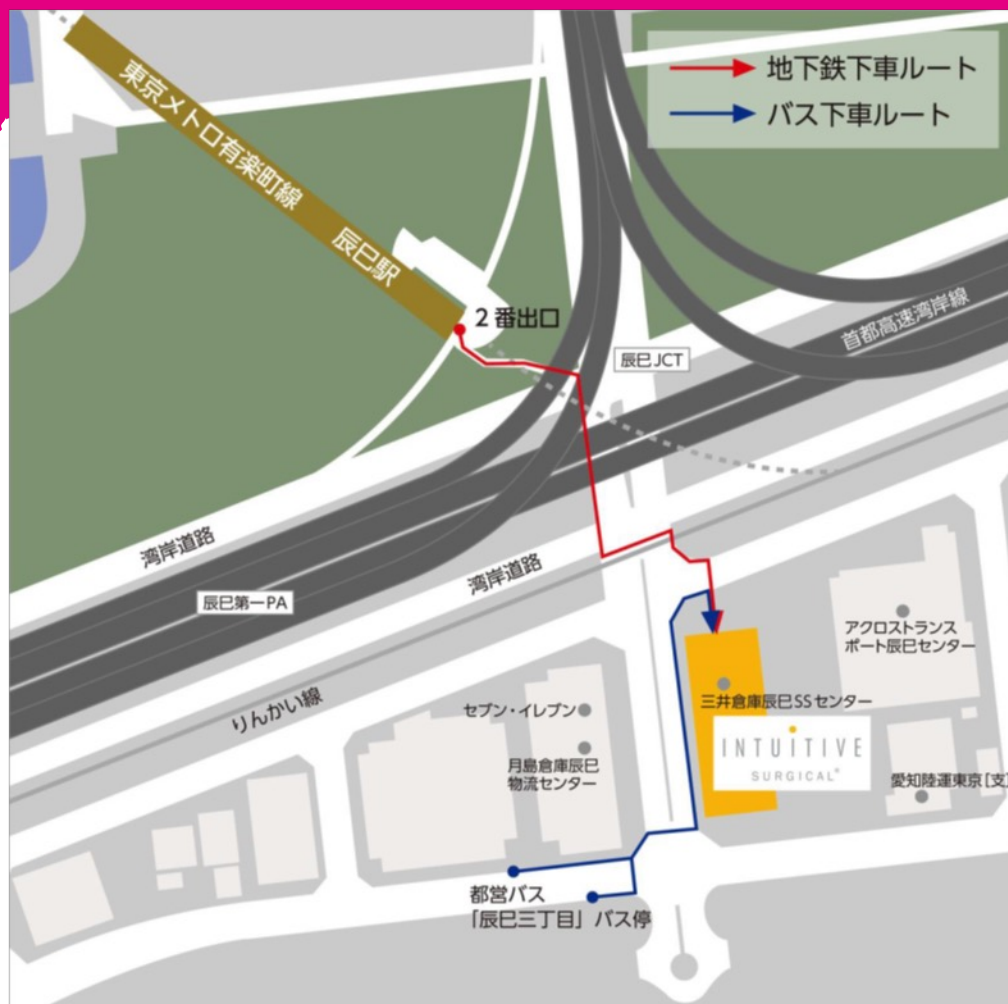 地下鉄下車ルート
バス下車ルート
東京メトロ有楽町線 辰巳駅
2番出口
辰巳JCT
首都高速湾岸線
湾岸道路
湾岸道路
辰巳第一PA
りんかい線
アクロストランス
ポート辰巳センター
セブン・イレブン
三井倉庫辰巳SSセンター
INTUITIVE
SURGICAL®
月島倉庫辰巳
物流センター
愛知陸運東京[支]
都営バス
「辰巳三丁目」バス停